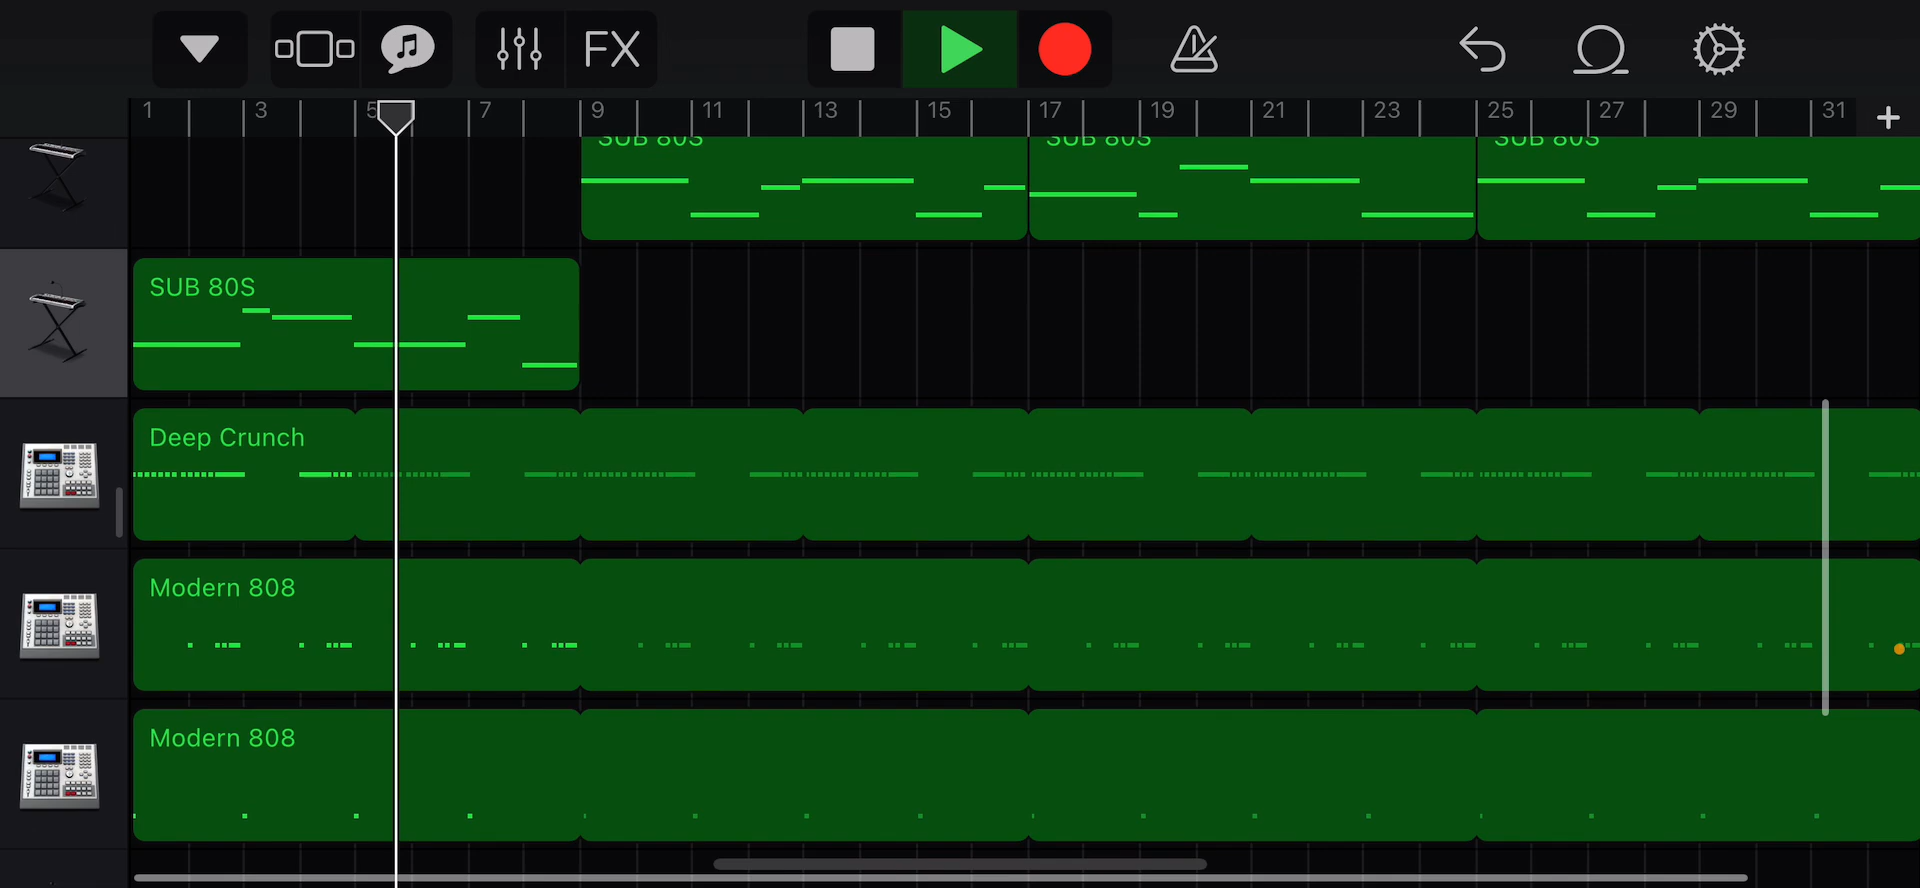 FX
1 3 5 7 9 11 13 15 17 19 21 23 25 27 29 31 +
SUB 80S SUB 80S SUB 80S
SUB 80S
Deep Crunch
Modern 808
Modern 808